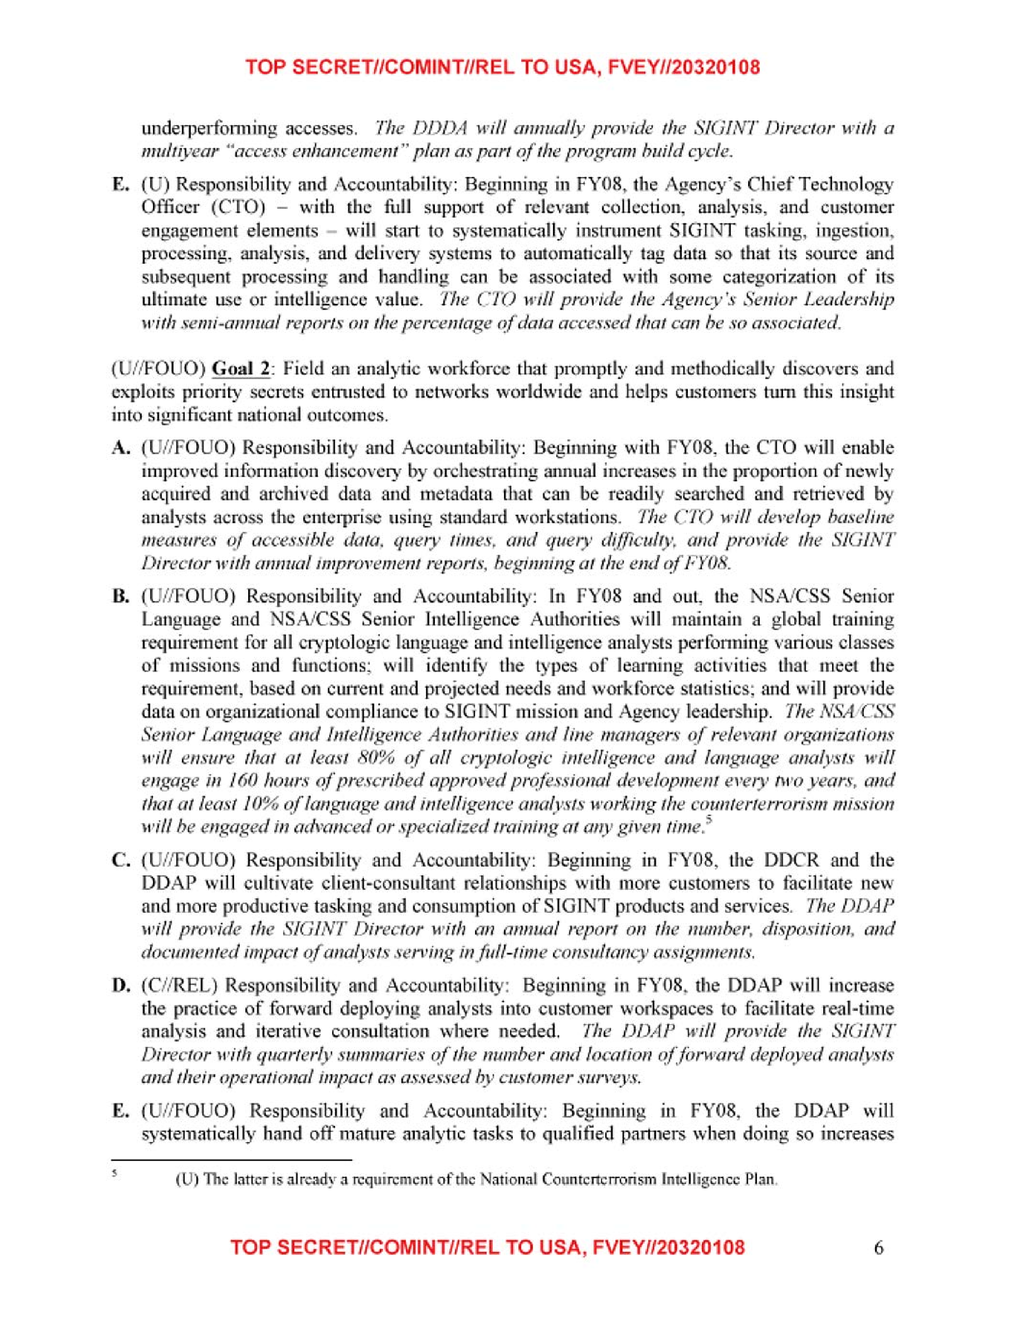 TOP SECRET//COMINT//REL TO USA, FVEY//20320108
underperforming accesses. The DDDA will annually provide the SIGINT Director with a
multiyear “access enhancement” plan as part of the program build cycle.
E. (U) Responsibility and Accountability: Beginning in FY08, the Agency’s Chief Technology
Officer (CTO) – with the full support of relevant collection, analysis, and customer
engagement elements – will start to systematically instrument SIGINT tasking, ingestion,
processing, analysis, and delivery systems to automatically tag data so that its source and
subsequent processing and handling can be associated with some categorization of its
ultimate use or intelligence value. The CTO will provide the Agency’s Senior Leadership
with semi-annual reports on the percentage of data accessed that can be so associated.
(U//FOUO) Goal 2: Field an analytic workforce that promptly and methodically discovers and
exploits priority secrets entrusted to networks worldwide and helps customers turn this insight
into significant national outcomes.
A. (U//FOUO) Responsibility and Accountability: Beginning with FY08, the CTO will enable
improved information discovery by orchestrating annual increases in the proportion of newly
acquired and archived data and metadata that can be readily searched and retrieved by
analysts across the enterprise using standard workstations. The CTO will develop baseline
measures of accessible data, query times, and query difficulty, and provide the SIGINT
Director with annual improvement reports, beginning at the end of FY08.
B. (U//FOUO) Responsibility and Accountability: In FY08 and out, the NSA/CSS Senior
Language and NSA/CSS Senior Intelligence Authorities will maintain a global training
requirement for all cryptologic language and intelligence analysts performing various classes
of missions and functions; will identify the types of learning activities that meet the
requirement, based on current and projected needs and workforce statistics; and will provide
data on organizational compliance to SIGINT mission and Agency leadership. The NSA/CSS
Senior Language and Intelligence Authorities and line managers of relevant organizations
will ensure that at least 80% of all cryptologic intelligence and language analysts will
engage in 160 hours of prescribed approved professional development every two years, and
that at least 10% of language and intelligence analysts working the counterterrorism mission
will be engaged in advanced or specialized training at any given time.5
C. (U//FOUO) Responsibility and Accountability: Beginning in FY08, the DDCR and the
DDAP will cultivate client-consultant relationships with more customers to facilitate new
and more productive tasking and consumption of SIGINT products and services. The DDAP
will provide the SIGINT Director with an annual report on the number, disposition, and
documented impact of analysts serving in full-time consultancy assignments.
D. (C//REL) Responsibility and Accountability: Beginning in FY08, the DDAP will increase
the practice of forward deploying analysts into customer workspaces to facilitate real-time
analysis and iterative consultation where needed. The DDAP will provide the SIGINT
Director with quarterly summaries of the number and location of forward deployed analysts
and their operational impact as assessed by customer surveys.
E. (U//FOUO) Responsibility and Accountability: Beginning in FY08, the DDAP will
systematically hand off mature analytic tasks to qualified partners when doing so increases
5 (U) The latter is already a requirement of the National Counterterrorism Intelligence Plan.
TOP SECRET//COMINT//REL TO USA, FVEY//20320108
6